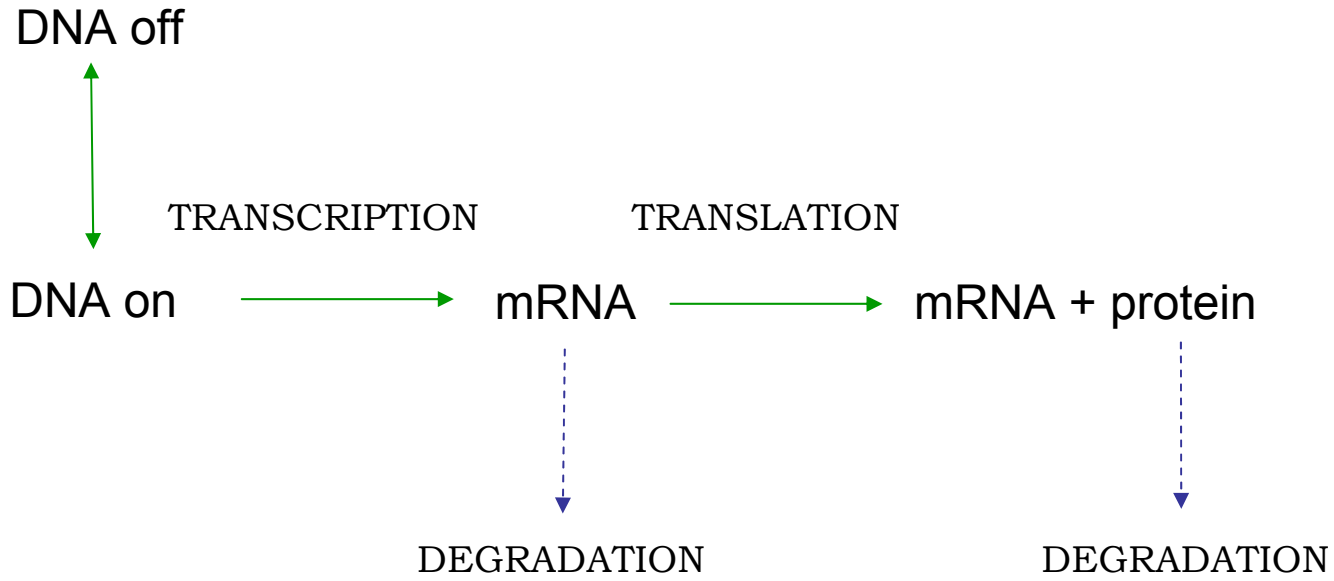 DNA off
TRANSCRIPTION TRANSLATION
DNA on mRNA mRNA + protein
DEGRADATION DEGRADATION